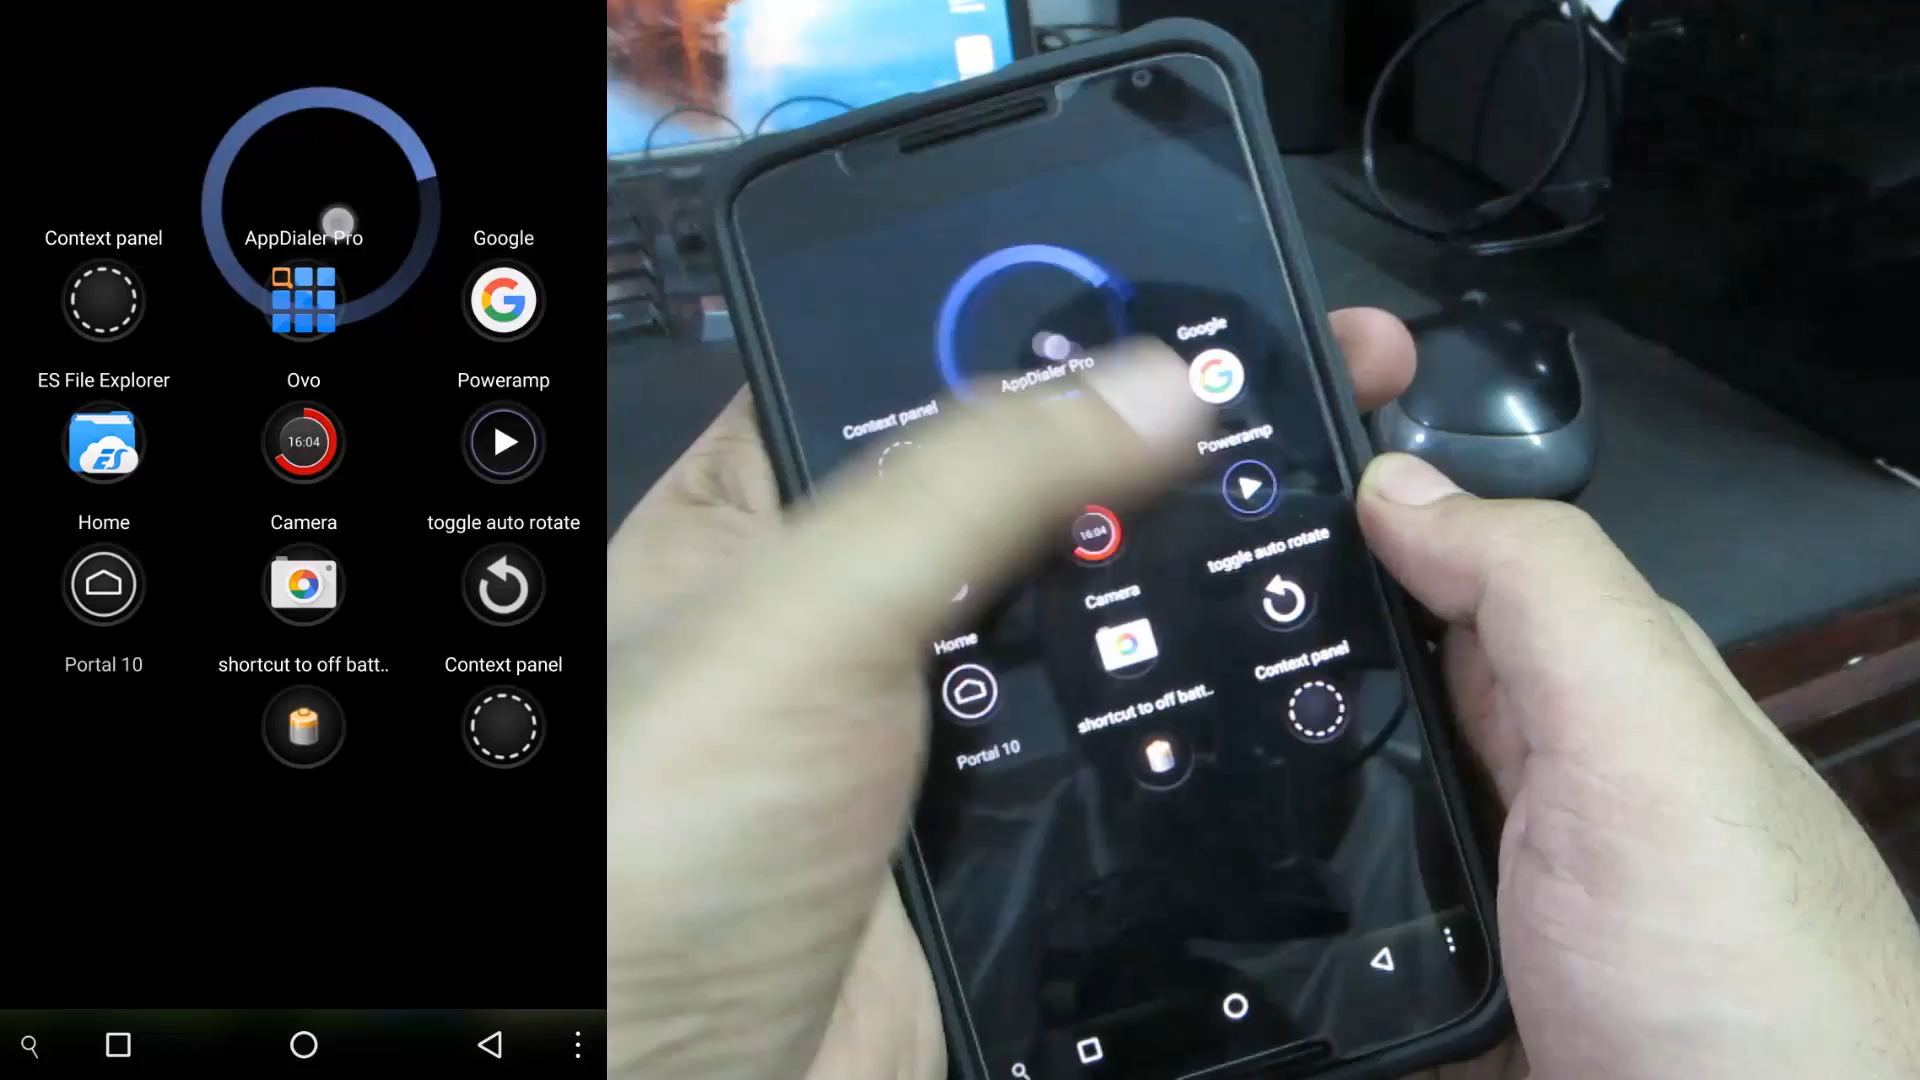 Context panel
AppDialer Pro
Google
ES File Explorer
ES
Ovo
16:04
Poweramp
Home
Camera
toggle auto rotate
Portal 10
shortcut to off batt..
Context panel
Google
AppDialer Pro
Context panel
Poweramp
16:04
toggle auto rotate
Camera
Home
Context panel
shortcut to off batt..
Portal 10